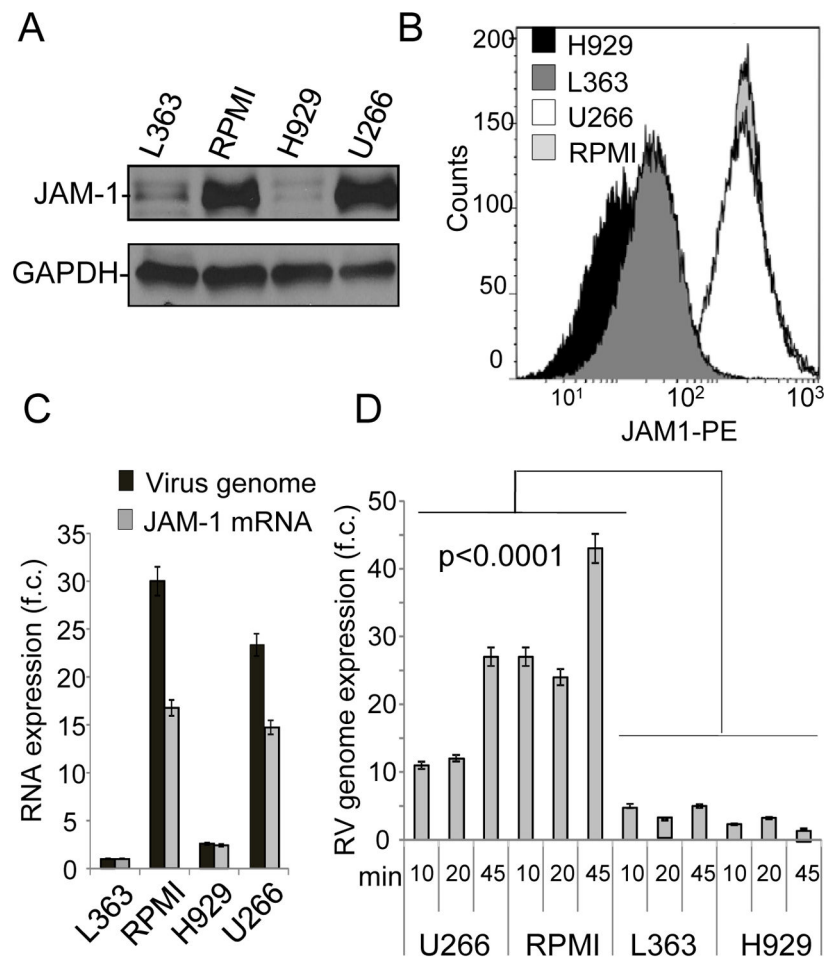 A
L363 RPMI H929 U266
JAM-1
GAPDH
B
H929
L363
U266
RPMI
Counts
200
150
100
50
0
10¹ 10² 10³
JAM1-PE
C
Virus genome
JAM-1 mRNA
RNA expression (f.c.)
35
30
25
20
15
10
5
0
L363 RPMI H929 U266
D
RV genome expression (f.c.)
50
40
30
20
10
0
p<0.0001
min 10 20 45 10 20 45 10 20 45 10 20 45
U266 RPMI L363 H929